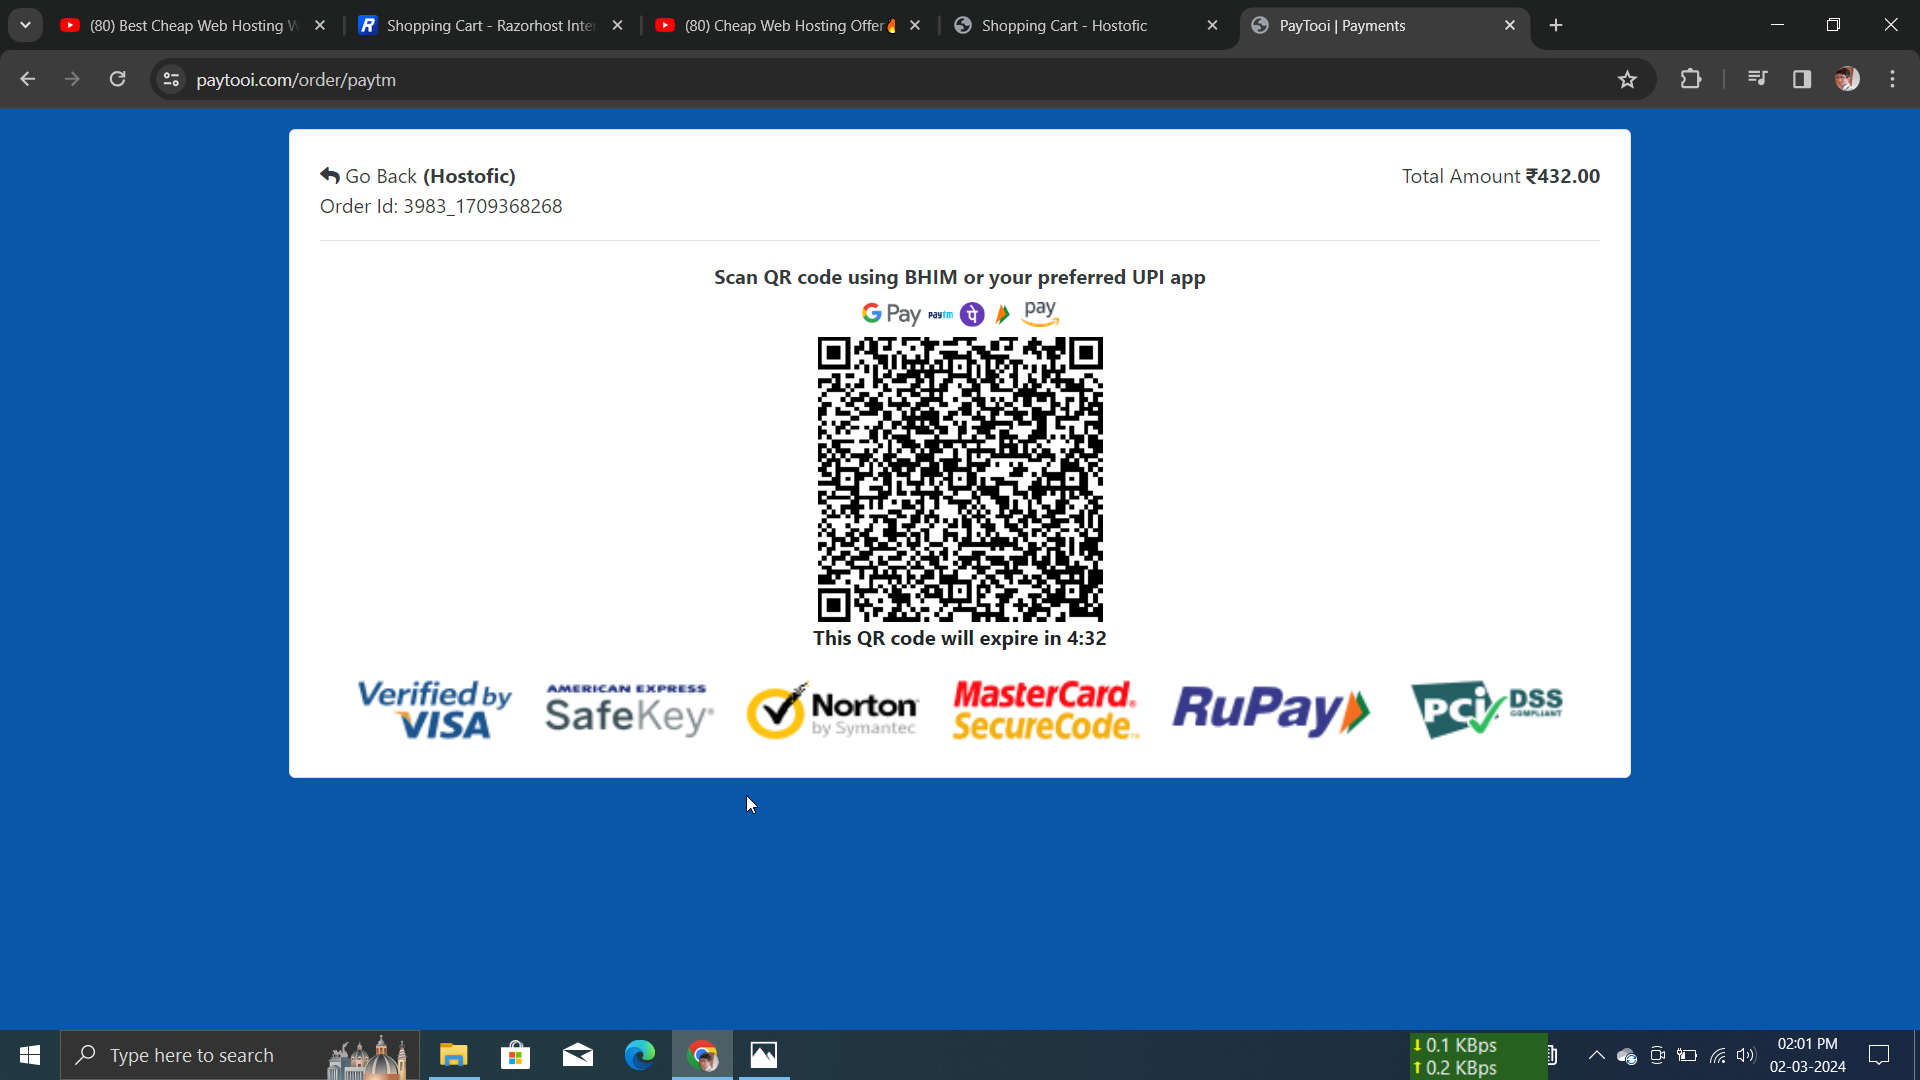 (80) Best Cheap Web Hosting W
Shopping Cart - Razorhost Inter
(80) Cheap Web Hosting Offer🔥
Shopping Cart - Hostofic
PayTooi | Payments
paytooi.com/order/paytm
Go Back (Hostofic)
Total Amount ₹432.00
Order Id: 3983_1709368268
Scan QR code using BHIM or your preferred UPI app
G Pay paytm पे pay
This QR code will expire in 4:32
Verified by VISA
AMERICAN EXPRESS SafeKey®
Norton by Symantec
MasterCard. SecureCode.™
RuPay
PCI DSS COMPLIANT
Type here to search
↓ 0.1 KBps
↑ 0.2 KBps
02:01 PM
02-03-2024